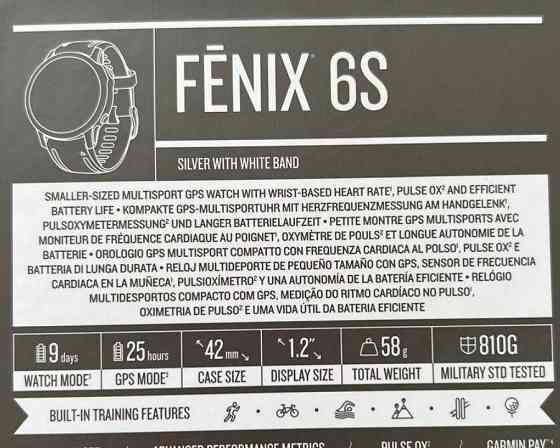 FĒNIX® 6S
SILVER WITH WHITE BAND
SMALLER-SIZED MULTISPORT GPS WATCH WITH WRIST-BASED HEART RATE¹, PULSE OX² AND EFFICIENT
BATTERY LIFE • KOMPAKTE GPS-MULTISPORTUHR MIT HERZFREQUENZMESSUNG AM HANDGELENK¹,
PULSOXYMETERMESSUNG² UND LANGER BATTERIELAUFZEIT • PETITE MONTRE GPS MULTISPORTS AVEC
MONITEUR DE FRÉQUENCE CARDIAQUE AU POIGNET¹, OXYMÈTRE DE POULS² ET LONGUE AUTONOMIE DE LA
BATTERIE • OROLOGIO GPS MULTISPORT COMPATTO CON FREQUENZA CARDIACA AL POLSO¹, PULSE OX² E
BATTERIA DI LUNGA DURATA • RELOJ MULTIDEPORTE DE PEQUEÑO TAMAÑO CON GPS, SENSOR DE FRECUENCIA
CARDIACA EN LA MUÑECA¹, PULSIOXÍMETRO² Y UNA AUTONOMÍA DE LA BATERÍA EFICIENTE • RELÓGIO
MULTIDESPORTOS COMPACTO COM GPS, MEDIÇÃO DO RITMO CARDÍACO NO PULSO¹,
OXIMETRIA DE PULSO² E UMA VIDA ÚTIL DA BATERIA EFICIENTE
9 days 25 hours 42 mm 1.2" 58 g 810G
WATCH MODE³ GPS MODE³ CASE SIZE DISPLAY SIZE TOTAL WEIGHT MILITARY STD TESTED
BUILT-IN TRAINING FEATURES
ADVANCED PERFORMANCE METRICS PULSE OX² GARMIN PAY